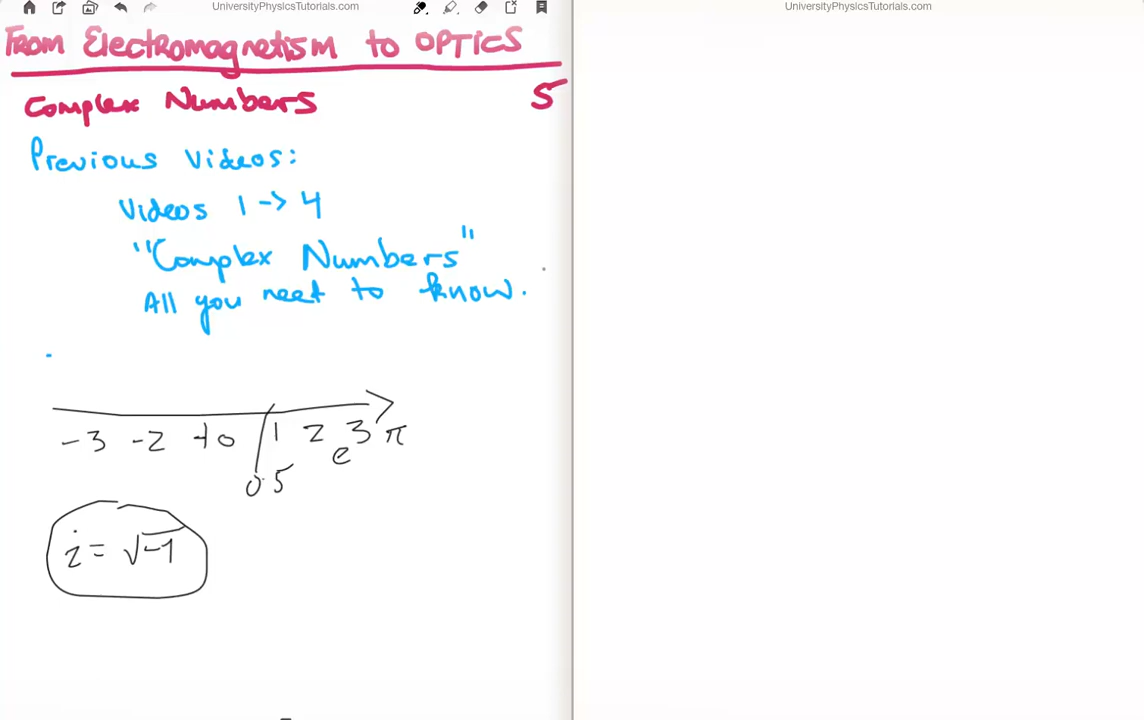 UniversityPhysicsTutorials.com
From Electromagnetism to OPTICS
Complex Numbers 5
Previous Videos:
Videos 1 -> 4
"Complex Numbers"
All you need to know.
-3 -2 -1 0 1 2 e 3 π
0.5
i = √-1
UniversityPhysicsTutorials.com